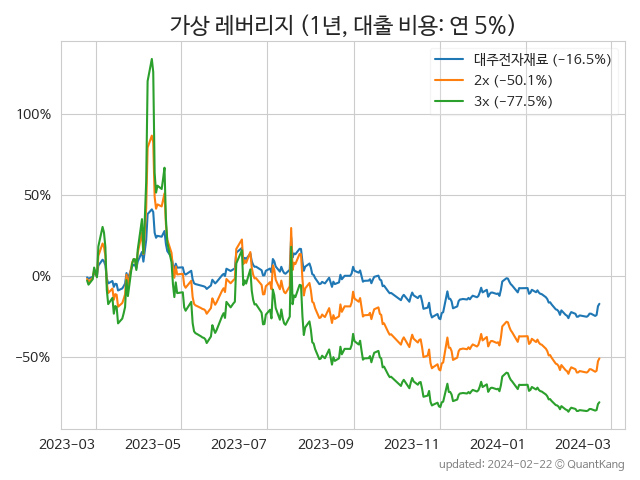 가상 레버리지 (1년, 대출 비용: 연 5%)
대주전자재료 (-16.5%)
2x (-50.1%)
3x (-77.5%)
100%
50%
0%
-50%
2023-03 2023-05 2023-07 2023-09 2023-11 2024-01 2024-03
updated: 2024-02-22 © QuantKang